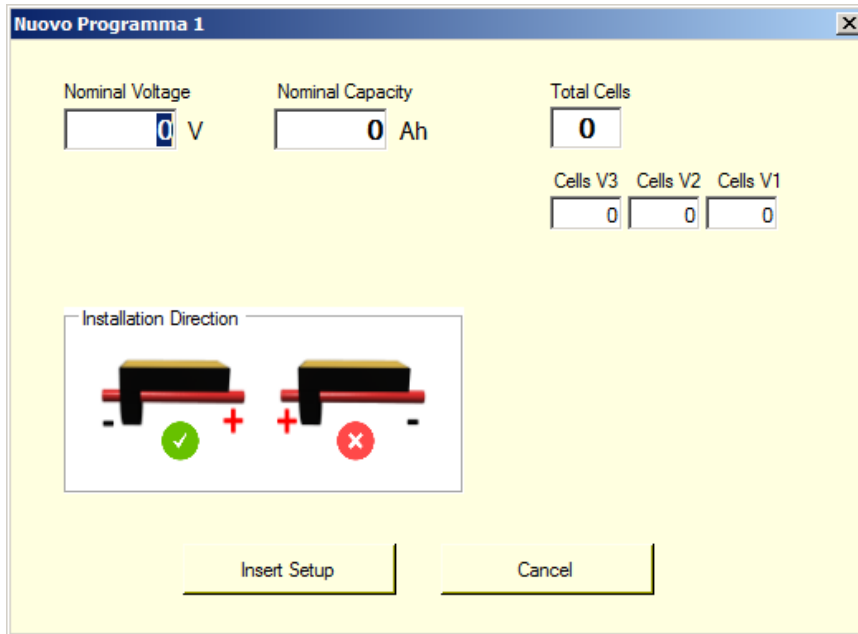 Nuovo Programma 1
Nominal Voltage Nominal Capacity Total Cells
0 V 0 Ah 0
Cells V3 Cells V2 Cells V1
0 0 0
Installation Direction
- + + -
Insert Setup Cancel